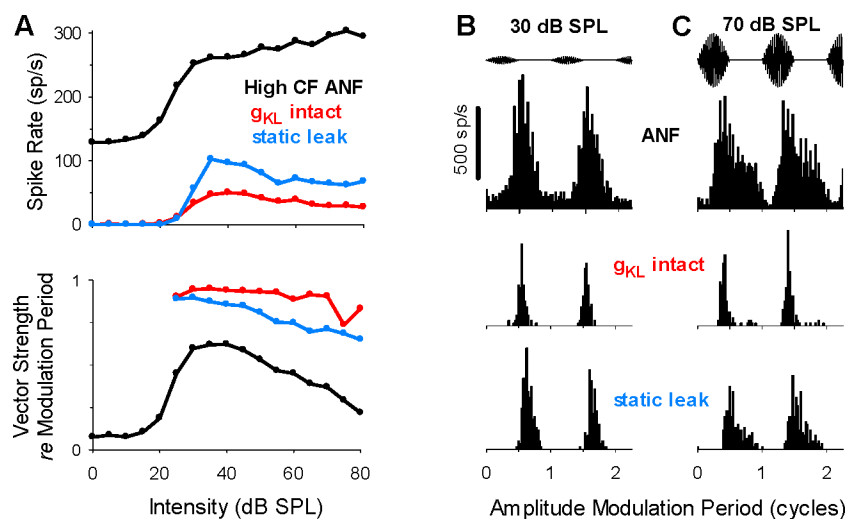 A
300
200
100
0
Spike Rate (sp/s)
High CF ANF
gKL intact
static leak
1
0
Vector Strength
re Modulation Period
0 20 40 60 80
Intensity (dB SPL)
B
30 dB SPL
C
70 dB SPL
500 sp/s
ANF
gKL intact
static leak
0 1 2
0 1 2
Amplitude Modulation Period (cycles)